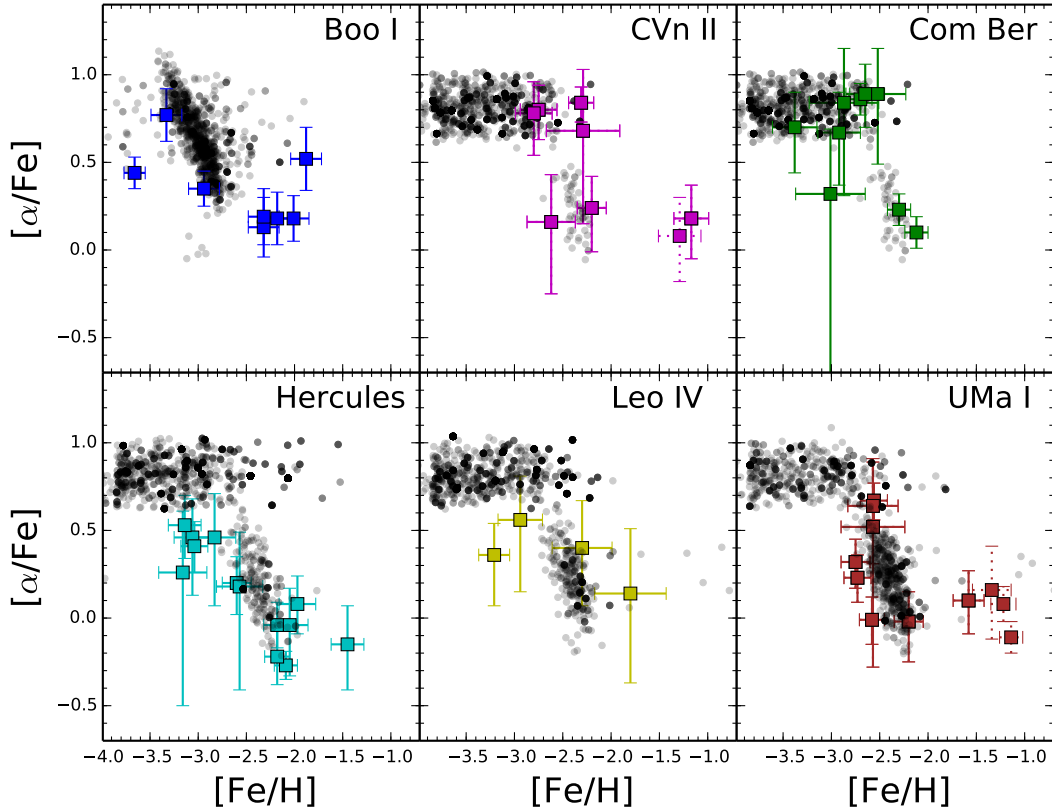 Boo I
CVn II
Com Ber
1.0
0.5
0.0
−0.5
[α/Fe]
Hercules
Leo IV
UMa I
1.0
0.5
0.0
−0.5
[α/Fe]
−4.0 −3.5 −3.0 −2.5 −2.0 −1.5 −1.0
−3.5 −3.0 −2.5 −2.0 −1.5 −1.0
−3.5 −3.0 −2.5 −2.0 −1.5 −1.0
[Fe/H]
[Fe/H]
[Fe/H]